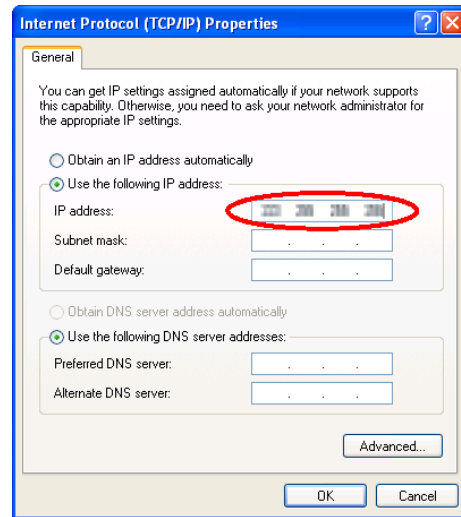 Internet Protocol (TCP/IP) Properties
General
You can get IP settings assigned automatically if your network supports
this capability. Otherwise, you need to ask your network administrator for
the appropriate IP settings.
Obtain an IP address automatically
Use the following IP address:
IP address:
Subnet mask:
Default gateway:
Obtain DNS server address automatically
Use the following DNS server addresses:
Preferred DNS server:
Alternate DNS server:
Advanced...
OK Cancel